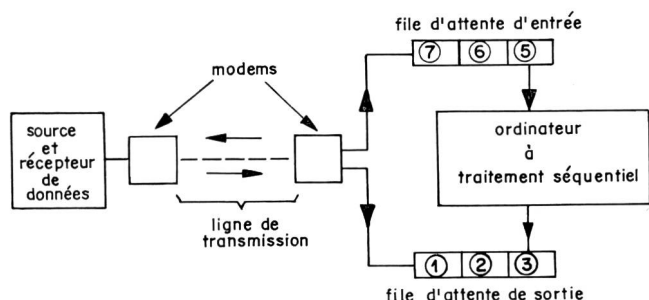 file d'attente d'entrée
⑦ ⑥ ⑤
modems
source
et
récepteur
de
données
ordinateur
à
traitement séquentiel
ligne de
transmission
① ② ③
file d'attente de sortie